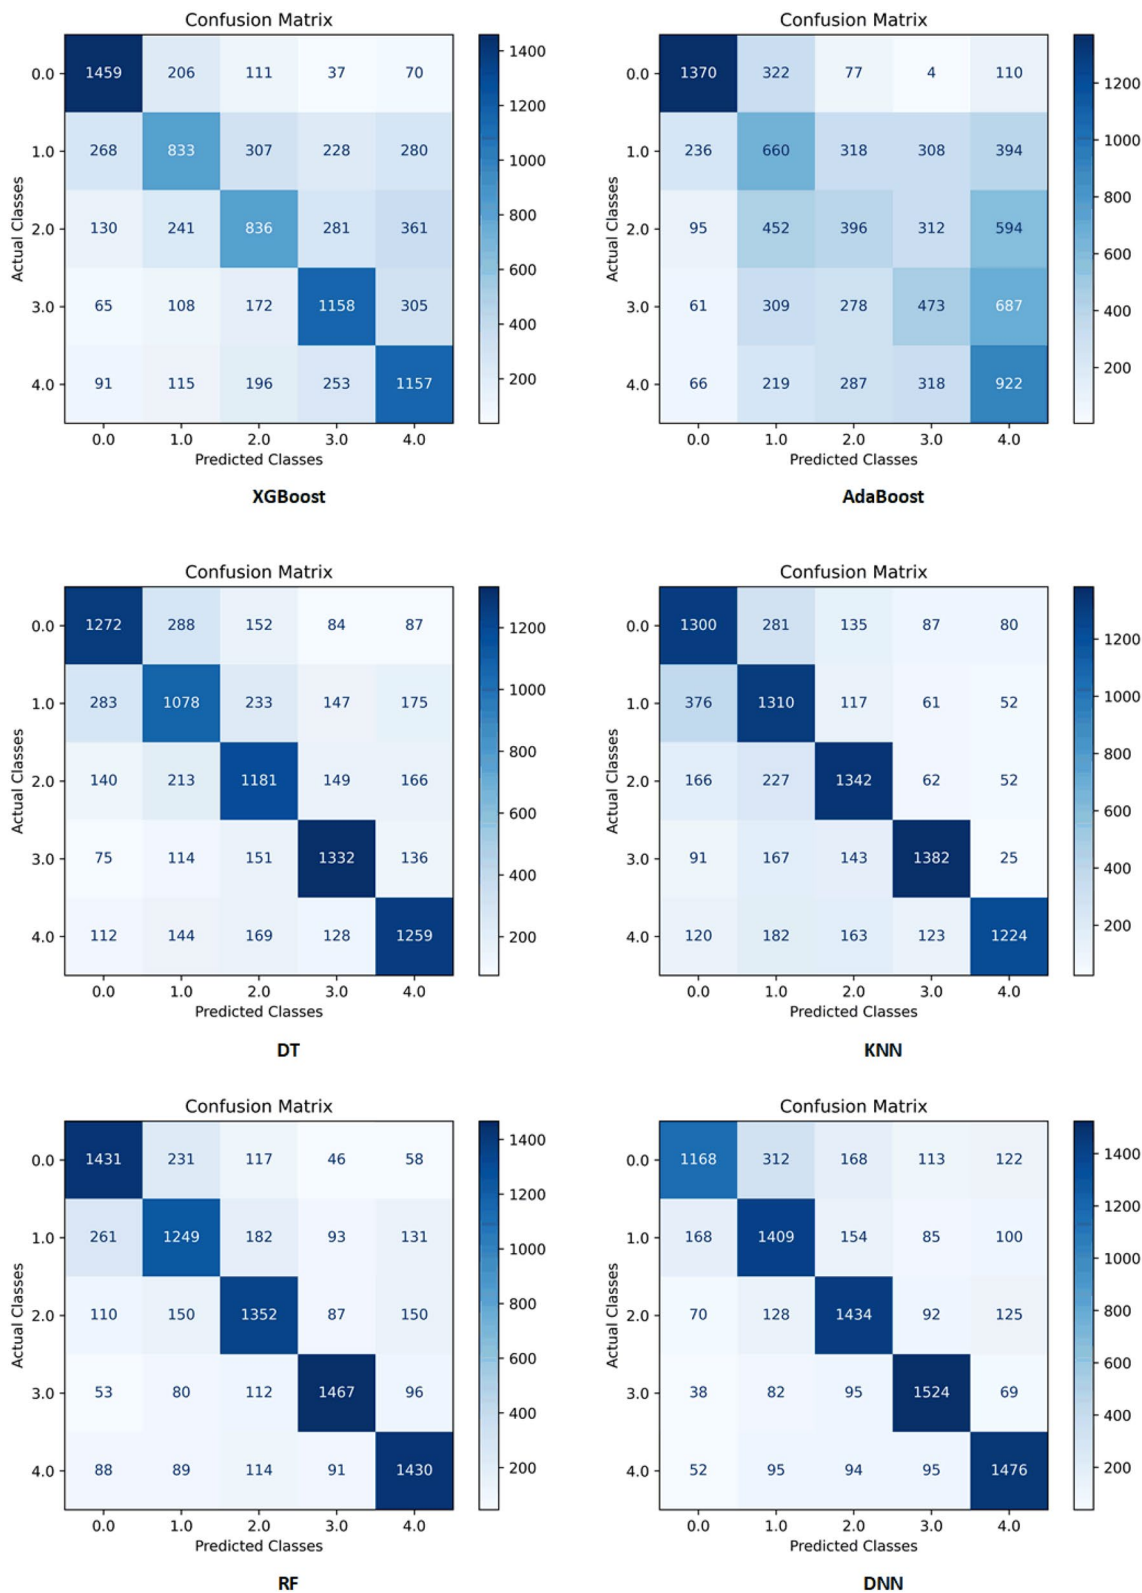 Confusion Matrix
0.0 1459 206 111 37 70
1.0 268 833 307 228 280
2.0 130 241 836 281 361
3.0 65 108 172 1158 305
4.0 91 115 196 253 1157
0.0 1.0 2.0 3.0 4.0
Predicted Classes
Actual Classes
1400
1200
1000
800
600
400
200
XGBoost
Confusion Matrix
0.0 1370 322 77 4 110
1.0 236 660 318 308 394
2.0 95 452 396 312 594
3.0 61 309 278 473 687
4.0 66 219 287 318 922
0.0 1.0 2.0 3.0 4.0
Predicted Classes
Actual Classes
1200
1000
800
600
400
200
AdaBoost
Confusion Matrix
0.0 1272 288 152 84 87
1.0 283 1078 233 147 175
2.0 140 213 1181 149 166
3.0 75 114 151 1332 136
4.0 112 144 169 128 1259
0.0 1.0 2.0 3.0 4.0
Predicted Classes
Actual Classes
1200
1000
800
600
400
200
DT
Confusion Matrix
0.0 1300 281 135 87 80
1.0 376 1310 117 61 52
2.0 166 227 1342 62 52
3.0 91 167 143 1382 25
4.0 120 182 163 123 1224
0.0 1.0 2.0 3.0 4.0
Predicted Classes
Actual Classes
1200
1000
800
600
400
200
KNN
Confusion Matrix
0.0 1431 231 117 46 58
1.0 261 1249 182 93 131
2.0 110 150 1352 87 150
3.0 53 80 112 1467 96
4.0 88 89 114 91 1430
0.0 1.0 2.0 3.0 4.0
Predicted Classes
Actual Classes
1400
1200
1000
800
600
400
200
RF
Confusion Matrix
0.0 1168 312 168 113 122
1.0 168 1409 154 85 100
2.0 70 128 1434 92 125
3.0 38 82 95 1524 69
4.0 52 95 94 95 1476
0.0 1.0 2.0 3.0 4.0
Predicted Classes
Actual Classes
1400
1200
1000
800
600
400
200
DNN